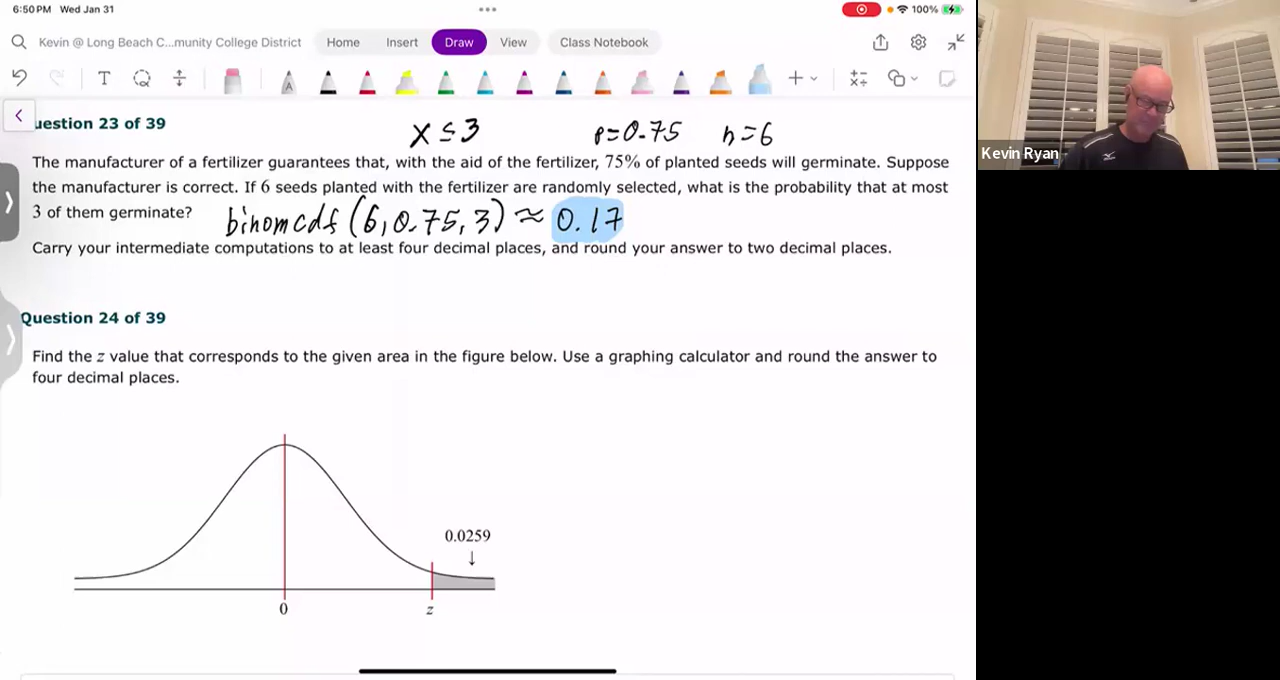 6:50 PM Wed Jan 31
100%
Kevin @ Long Beach C...munity College District Home Insert Draw View Class Notebook
T A
uestion 23 of 39
x ≤ 3 p=0.75 n=6
The manufacturer of a fertilizer guarantees that, with the aid of the fertilizer, 75% of planted seeds will germinate. Suppose
the manufacturer is correct. If 6 seeds planted with the fertilizer are randomly selected, what is the probability that at most
3 of them germinate? binomcdf (6, 0.75, 3) ≈ 0.17
Carry your intermediate computations to at least four decimal places, and round your answer to two decimal places.
Question 24 of 39
Find the z value that corresponds to the given area in the figure below. Use a graphing calculator and round the answer to
four decimal places.
0.0259
↓
0 z
Kevin Ryan